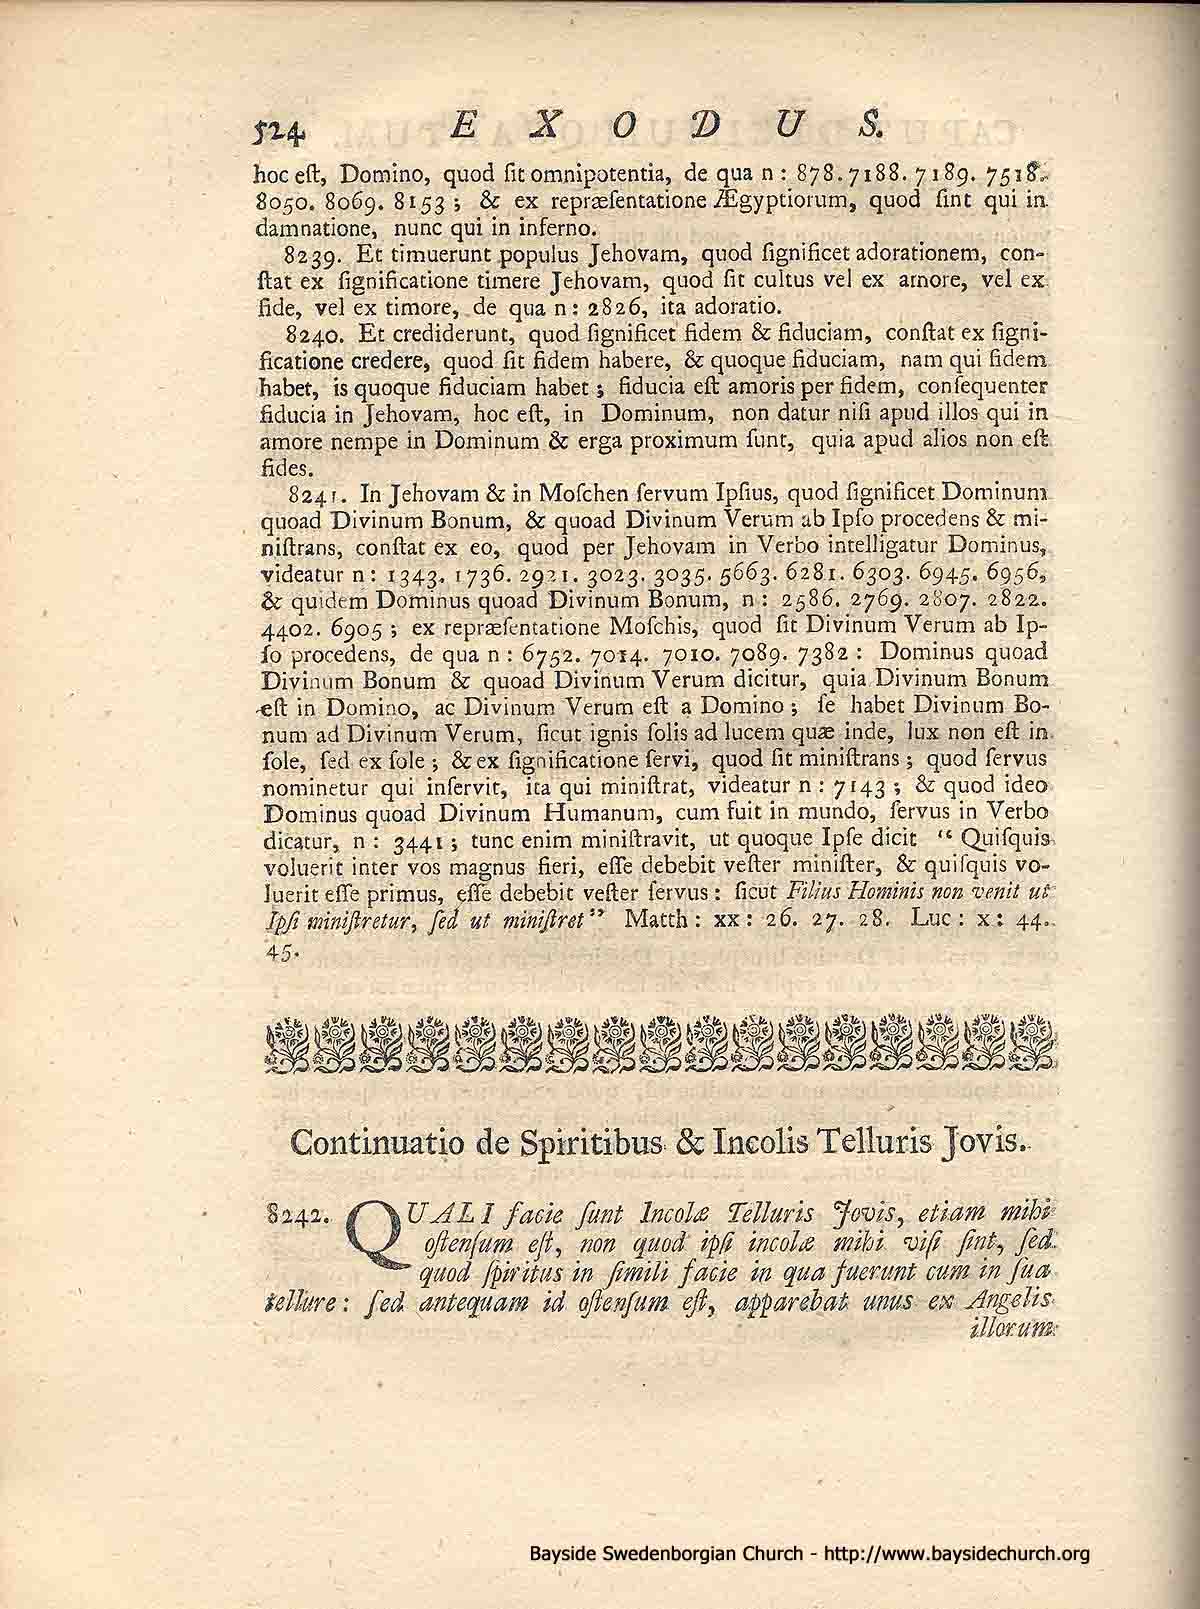 524 E X O D U S.
hoc eſt, Domino, quod ſit omnipotentia, de qua n : 878. 7188. 7189. 7518.
8050. 8069. 8153 ; & ex repræſentatione Ægyptiorum, quod ſint qui in
damnatione, nunc qui in inferno.
8239. Et timuerunt populus Jehovam, quod ſignificet adorationem, con-
ſtat ex ſignificatione timere Jehovam, quod ſit cultus vel ex amore, vel ex
fide, vel ex timore, de qua n : 2826, ita adoratio.
8240. Et crediderunt, quod ſignificet fidem & fiduciam, conſtat ex ſigni-
ficatione credere, quod ſit fidem habere, & quoque fiduciam, nam qui fidem
habet, is quoque fiduciam habet ; fiducia eſt amoris per fidem, conſequenter
fiducia in Jehovam, hoc eſt, in Dominum, non datur niſi apud illos qui in
amore nempe in Dominum & erga proximum ſunt, quia apud alios non eſt
fides.
8241. In Jehovam & in Moſchen ſervum Ipſius, quod ſignificet Dominum
quoad Divinum Bonum, & quoad Divinum Verum ab Ipſo procedens & mi-
niſtrans, conſtat ex eo, quod per Jehovam in Verbo intelligatur Dominus,
videatur n : 1343. 1736. 2921. 3023. 3035. 5663. 6281. 6303. 6945. 6956,
& quidem Dominus quoad Divinum Bonum, n : 2586. 2769. 2807. 2822.
4402. 6905 ; ex repræſentatione Moſchis, quod ſit Divinum Verum ab Ip-
ſo procedens, de qua n : 6752. 7014. 7010. 7089. 7382 : Dominus quoad
Divinum Bonum & quoad Divinum Verum dicitur, quia Divinum Bonum
eſt in Domino, ac Divinum Verum eſt a Domino ; ſe habet Divinum Bo-
num ad Divinum Verum, ſicut ignis ſolis ad lucem quæ inde, lux non eſt in
ſole, ſed ex ſole ; & ex ſignificatione ſervi, quod ſit miniſtrans ; quod ſervus
nominetur qui inſervit, ita qui miniſtrat, videatur n : 7143 ; & quod ideo
Dominus quoad Divinum Humanum, cum fuit in mundo, ſervus in Verbo
dicatur, n : 3441 ; tunc enim miniſtravit, ut quoque Ipſe dicit “ Quiſquis
voluerit inter vos magnus fieri, eſſe debebit veſter miniſter, & quiſquis vo-
luerit eſſe primus, eſſe debebit veſter ſervus : ſicut Filius Hominis non venit ut
Ipſi miniſtretur, ſed ut miniſtret” Matth : xx : 26. 27. 28. Luc : x : 44.
45.
Continuatio de Spiritibus & Incolis Telluris Jovis.
8242. QUALI facie ſunt Incolæ Telluris Jovis, etiam mihi
oſtenſum eſt, non quod ipſi incolæ mihi viſi ſint, ſed
quod ſpiritus in ſimili facie in qua fuerunt cum in ſua
tellure : ſed antequam id oſtenſum eſt, apparebat unus ex Angelis
illorum
Bayside Swedenborgian Church - http://www.baysidechurch.org